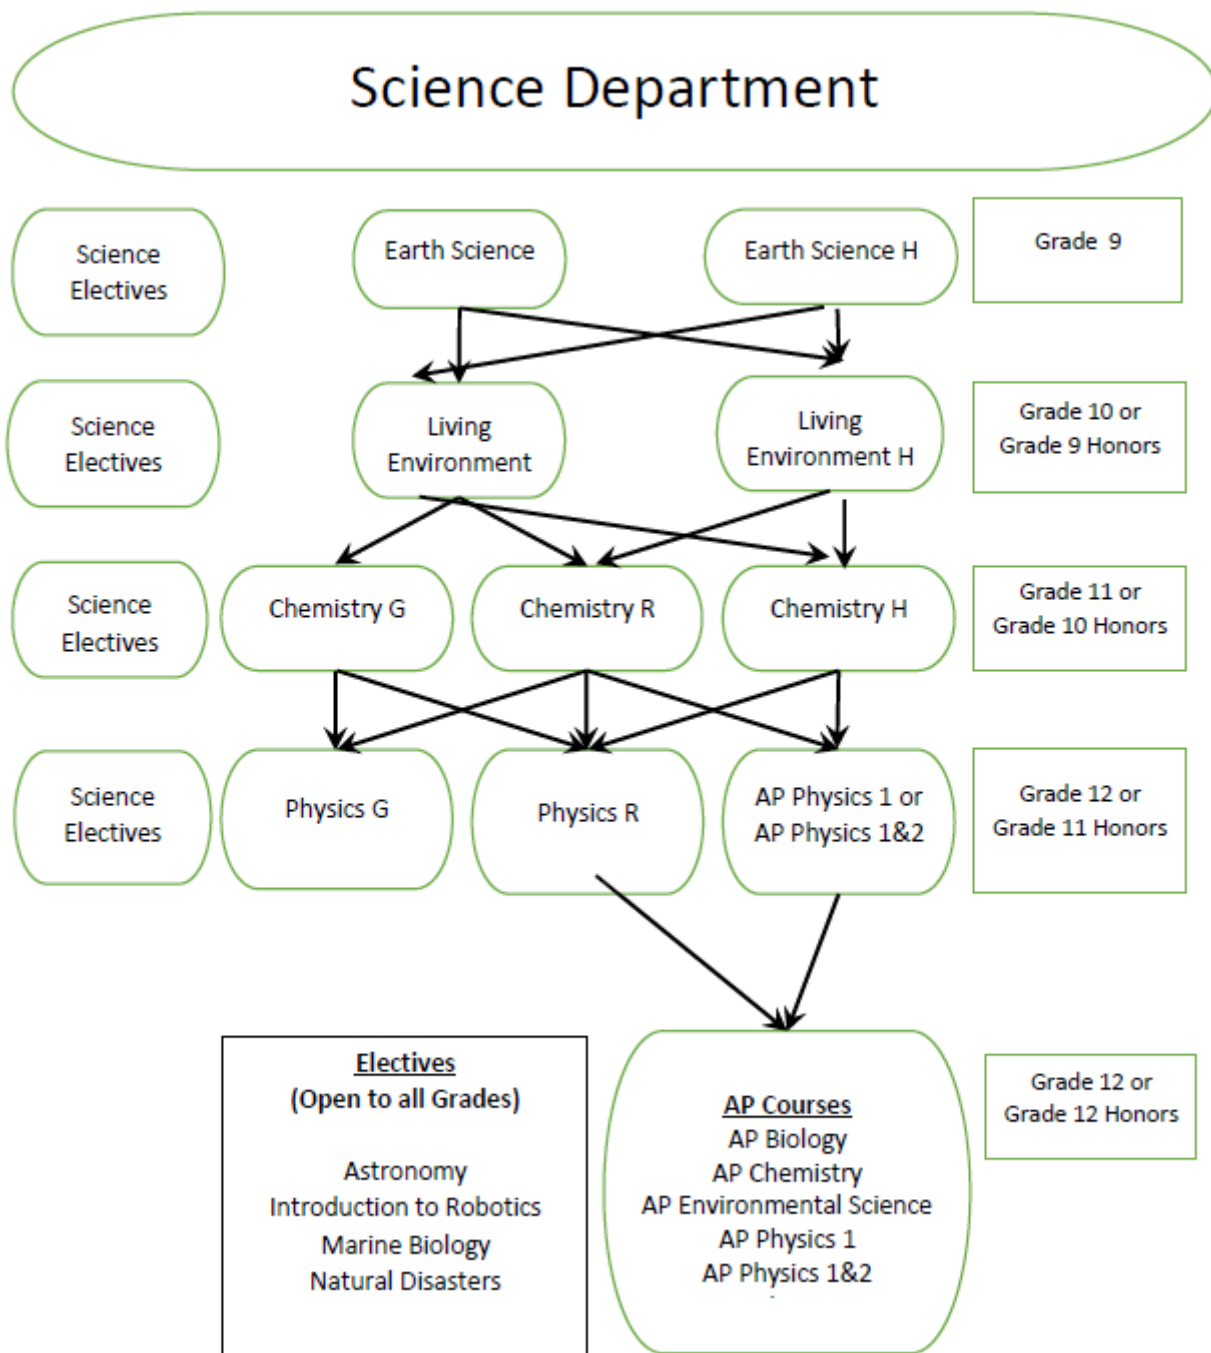 Science Department
Science
Electives
Earth Science
Earth Science H
Grade 9
Science
Electives
Living
Environment
Living
Environment H
Grade 10 or
Grade 9 Honors
Science
Electives
Chemistry G
Chemistry R
Chemistry H
Grade 11 or
Grade 10 Honors
Science
Electives
Physics G
Physics R
AP Physics 1 or
AP Physics 1&2
Grade 12 or
Grade 11 Honors
Electives
(Open to all Grades)
Astronomy
Introduction to Robotics
Marine Biology
Natural Disasters
AP Courses
AP Biology
AP Chemistry
AP Environmental Science
AP Physics 1
AP Physics 1&2
Grade 12 or
Grade 12 Honors